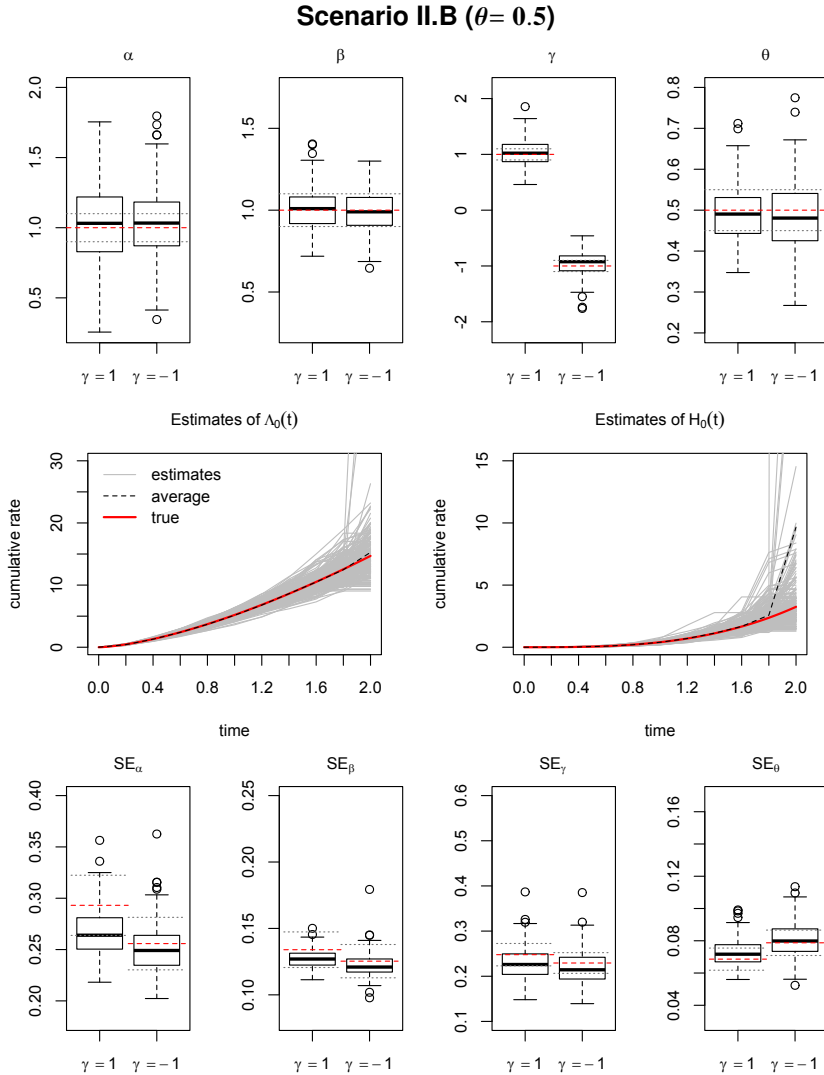 Scenario II.B (θ= 0.5)
α β γ θ
0.5 1.0 1.5 2.0
0.5 1.0 1.5
-2 -1 0 1 2
0.2 0.3 0.4 0.5 0.6 0.7 0.8
γ = 1 γ = −1 γ = 1 γ = −1 γ = 1 γ = −1 γ = 1 γ = −1
Estimates of Λ₀(t)
cumulative rate
0 10 20 30
estimates
average
true
0.0 0.4 0.8 1.2 1.6 2.0
time
Estimates of H₀(t)
cumulative rate
0 5 10 15
0.0 0.4 0.8 1.2 1.6 2.0
time
SEα SEβ SEγ SEθ
0.20 0.25 0.30 0.35 0.40
0.10 0.15 0.20 0.25
0.1 0.2 0.3 0.4 0.5 0.6
0.04 0.08 0.12 0.16
γ = 1 γ = −1 γ = 1 γ = −1 γ = 1 γ = −1 γ = 1 γ = −1